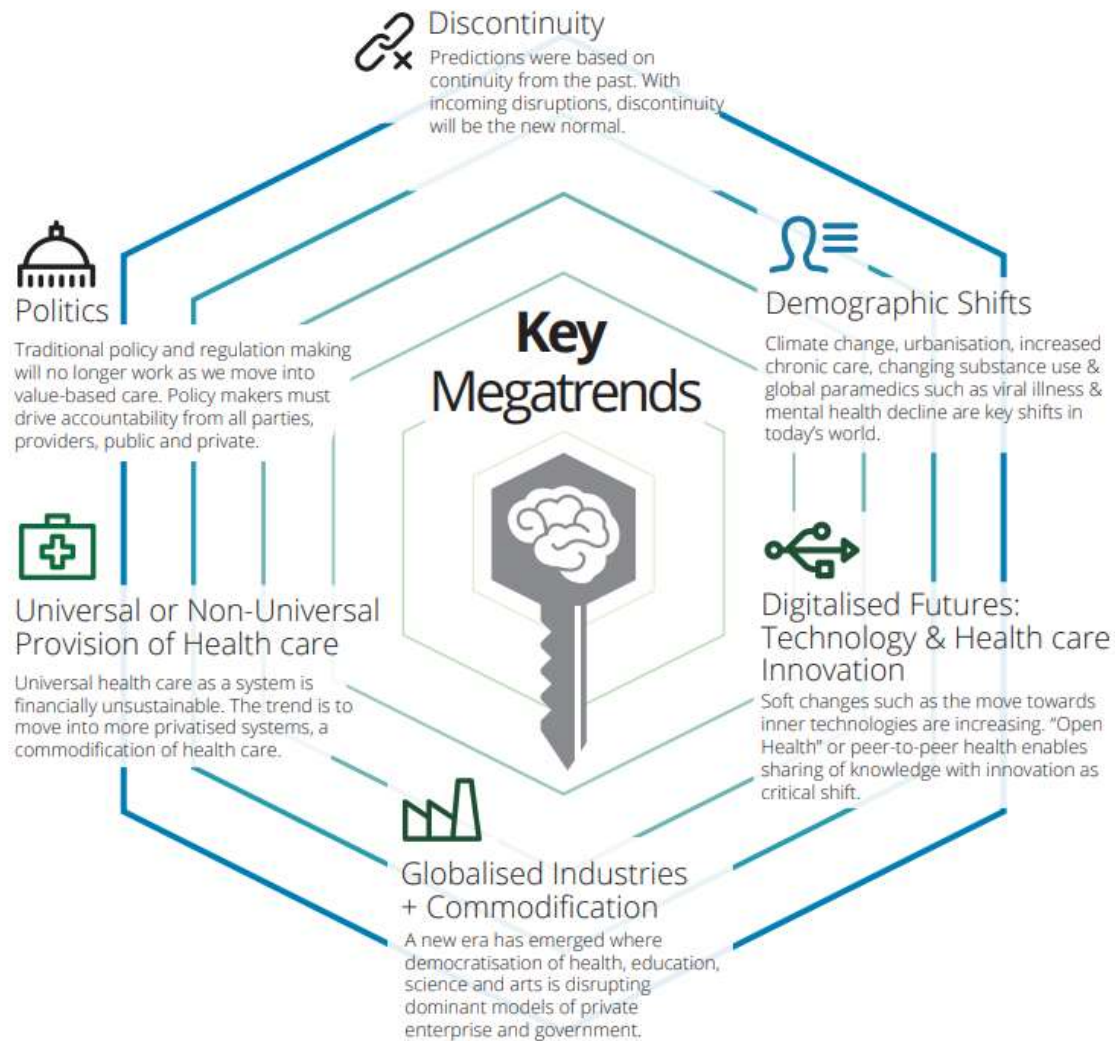 Discontinuity
Predictions were based on
continuity from the past. With
incoming disruptions, discontinuity
will be the new normal.
Politics
Traditional policy and regulation making
will no longer work as we move into
value-based care. Policy makers must
drive accountability from all parties,
providers, public and private.
Key
Megatrends
Demographic Shifts
Climate change, urbanisation, increased
chronic care, changing substance use &
global paramedics such as viral illness &
mental health decline are key shifts in
today's world.
Universal or Non-Universal
Provision of Health care
Universal health care as a system is
financially unsustainable. The trend is to
move into more privatised systems, a
commodification of health care.
Digitalised Futures:
Technology & Health care
Innovation
Soft changes such as the move towards
inner technologies are increasing. “Open
Health” or peer-to-peer health enables
sharing of knowledge with innovation as
critical shift.
Globalised Industries
+ Commodification
A new era has emerged where
democratisation of health, education,
science and arts is disrupting
dominant models of private
enterprise and government.